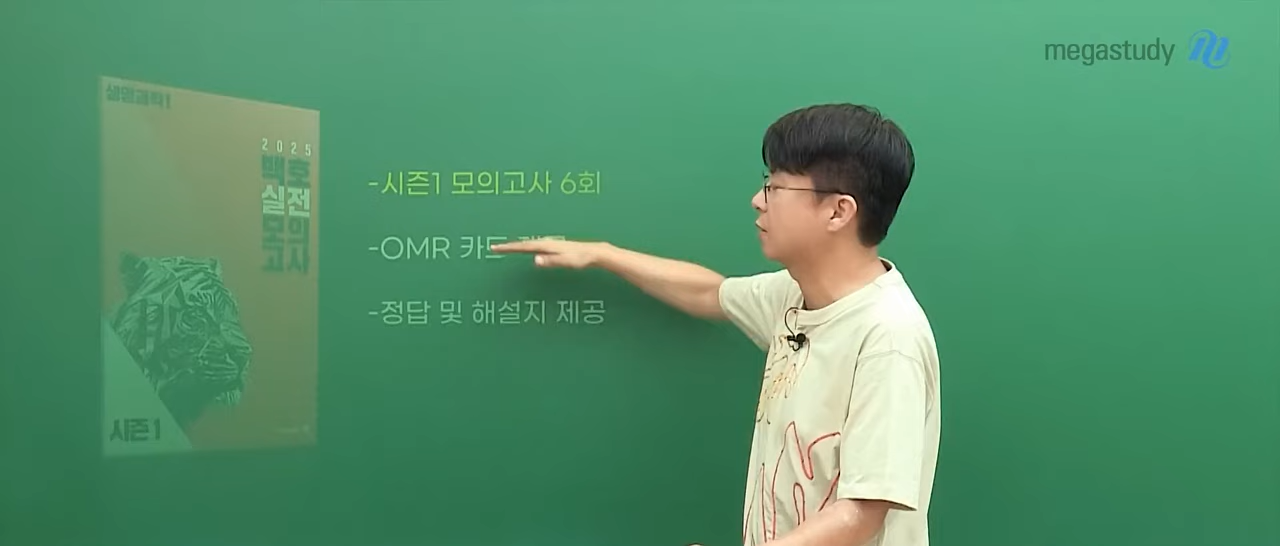 megastudy
생명과학 I
2025
백호
실전
모의
고사
시즌 1
-시즌1 모의고사 6회
-OMR 카드
-정답 및 해설지 제공